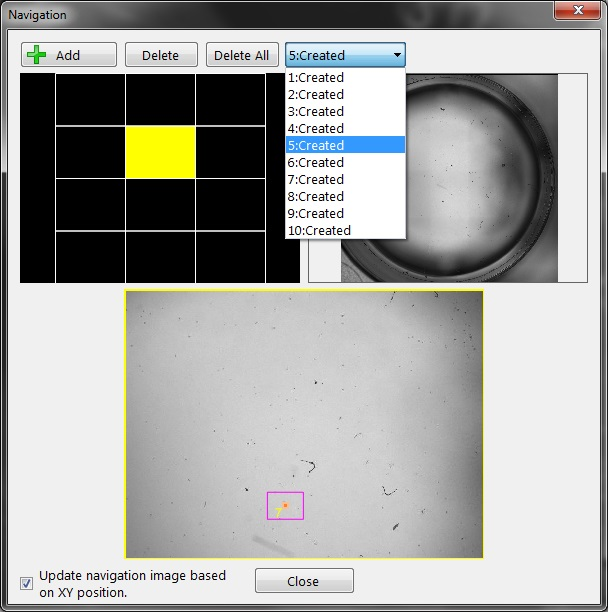 Navigation
Add
Delete
Delete All
5:Created
1:Created
2:Created
3:Created
4:Created
5:Created
6:Created
7:Created
8:Created
9:Created
10:Created
Update navigation image based
on XY position.
Close